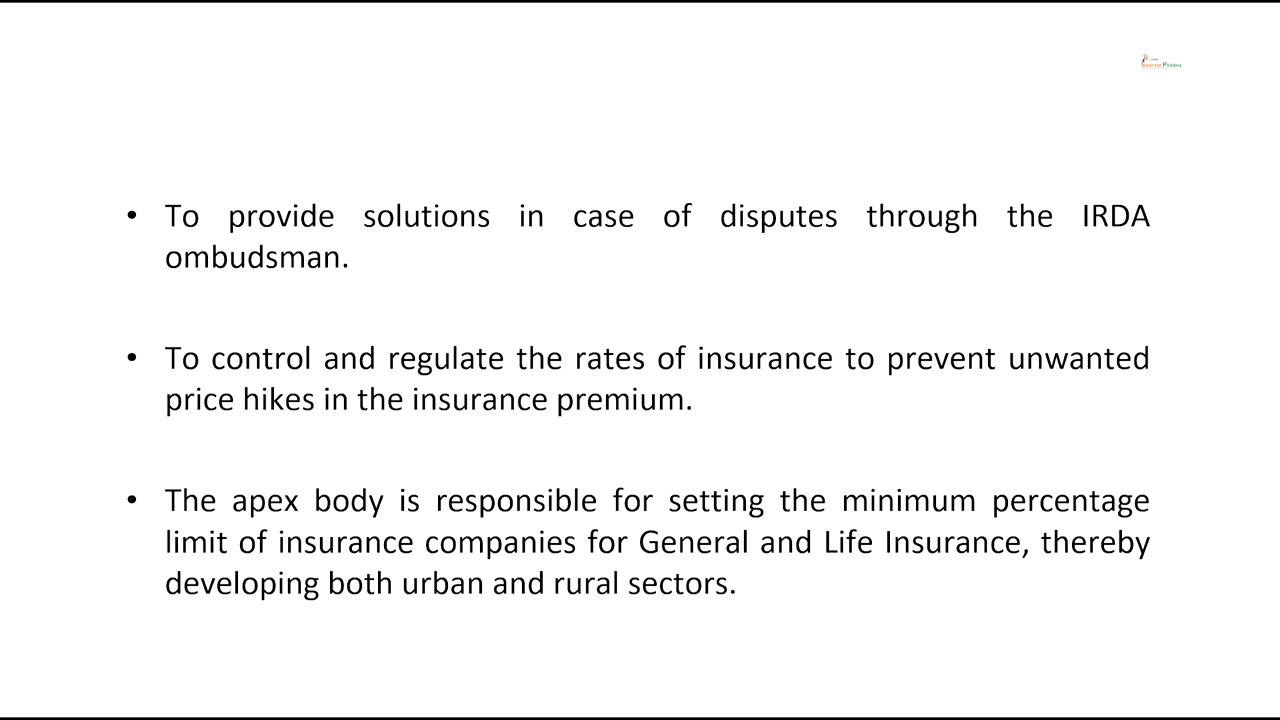 Swayam Prabha
• To provide solutions in case of disputes through the IRDA
ombudsman.
• To control and regulate the rates of insurance to prevent unwanted
price hikes in the insurance premium.
• The apex body is responsible for setting the minimum percentage
limit of insurance companies for General and Life Insurance, thereby
developing both urban and rural sectors.